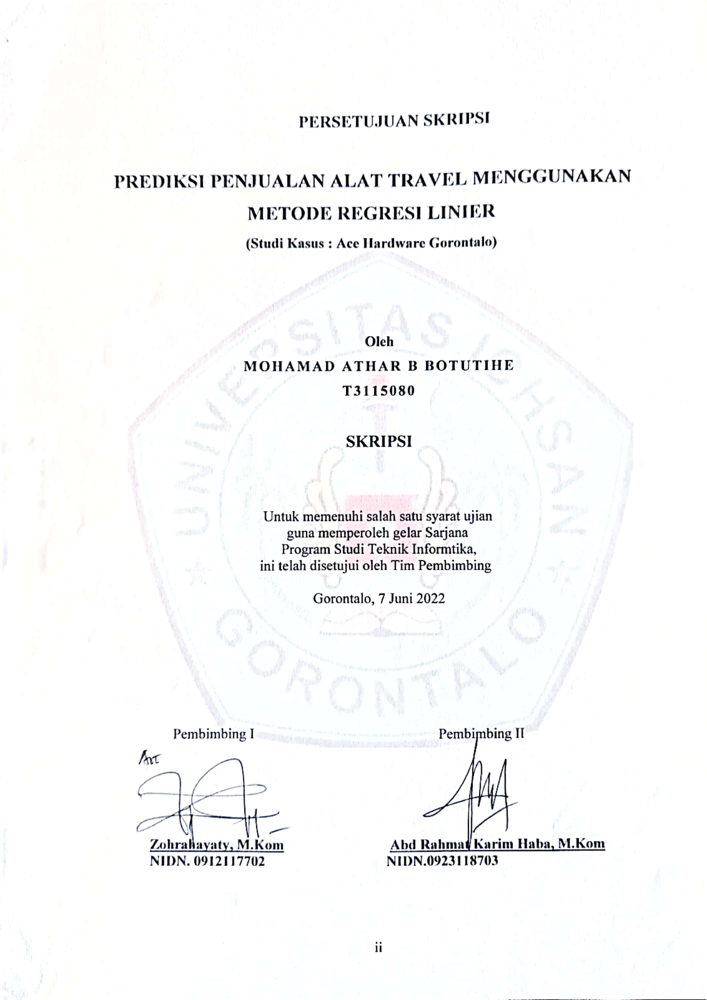 PERSETUJUAN SKRIPSI
PREDIKSI PENJUALAN ALAT TRAVEL MENGGUNAKAN
METODE REGRESI LINIER
(Studi Kasus : Ace Hardware Gorontalo)
UNIVERSITAS ICHSAN
Oleh
MOHAMAD ATHAR B BOTUTIHE
T3115080
SKRIPSI
Untuk memenuhi salah satu syarat ujian
guna memperoleh gelar Sarjana
Program Studi Teknik Informtika,
ini telah disetujui oleh Tim Pembimbing
Gorontalo, 7 Juni 2022
GORONTALO
Pembimbing I
Pembimbing II
Zohrahayaty, M.Kom
NIDN. 0912117702
Abd Rahmat Karim Haba, M.Kom
NIDN.0923118703
ii